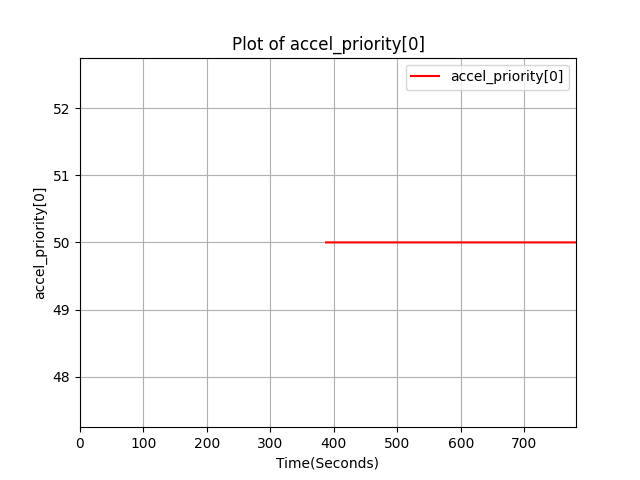 Plot of accel_priority[0]
accel_priority[0]
accel_priority[0]
52
51
50
49
48
0 100 200 300 400 500 600 700
Time(Seconds)